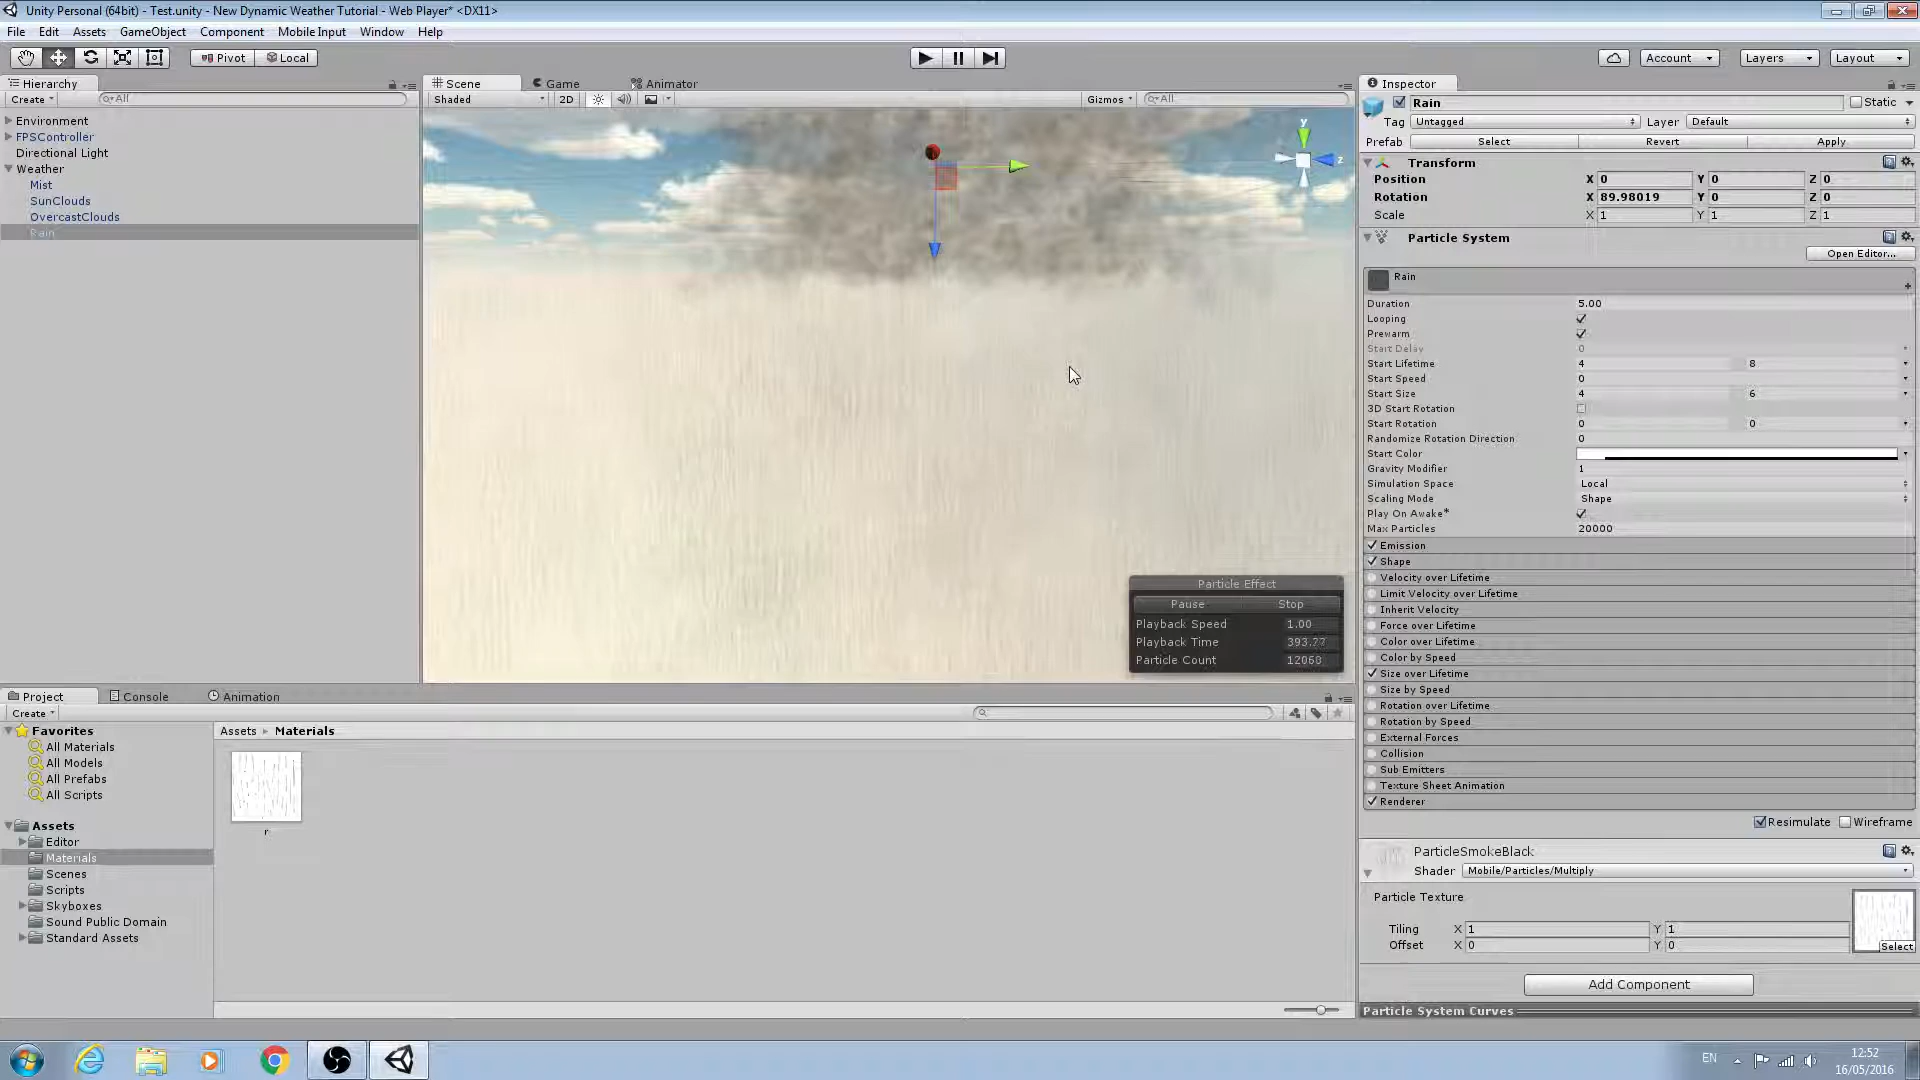 Unity Personal (64bit) - Test.unity - New Dynamic Weather Tutorial - Web Player* <DX11>
File Edit Assets GameObject Component Mobile Input Window Help
Pivot Local Account Layers Layout
Hierarchy
Create All
Environment
FPSController
Directional Light
Weather
Mist
SunClouds
OvercastClouds
Rain
Scene Game Animator
Shaded 2D Gizmos All
y
z
Particle Effect
Pause Stop
Playback Speed 1.00
Playback Time
Particle Count 12068
Inspector
Rain Static
Tag Untagged Layer Default
Prefab Select Revert Apply
Transform
Position X 0 Y 0 Z 0
Rotation X 89.98019 Y 0 Z 0
Scale X 1 Y 1 Z 1
Particle System
Open Editor...
Rain
Duration 5.00
Looping
Prewarm
Start Delay 0
Start Lifetime 4 8
Start Speed 0
Start Size 4 6
3D Start Rotation
Start Rotation 0 0
Randomize Rotation Direction 0
Start Color
Gravity Modifier 1
Simulation Space Local
Scaling Mode Shape
Play On Awake*
Max Particles 20000
Emission
Shape
Velocity over Lifetime
Limit Velocity over Lifetime
Inherit Velocity
Force over Lifetime
Color over Lifetime
Color by Speed
Size over Lifetime
Size by Speed
Rotation over Lifetime
Rotation by Speed
External Forces
Collision
Sub Emitters
Texture Sheet Animation
Renderer
Resimulate Wireframe
ParticleSmokeBlack
Shader Mobile/Particles/Multiply
Particle Texture
Tiling X 1 Y 1
Offset X 0 Y 0
Select
Add Component
Particle System Curves
Project Console Animation
Create
Favorites
All Materials
All Models
All Prefabs
All Scripts
Assets
Editor
Materials
Scenes
Scripts
Skyboxes
Sound Public Domain
Standard Assets
Assets Materials
r
EN
12:52
16/05/2016